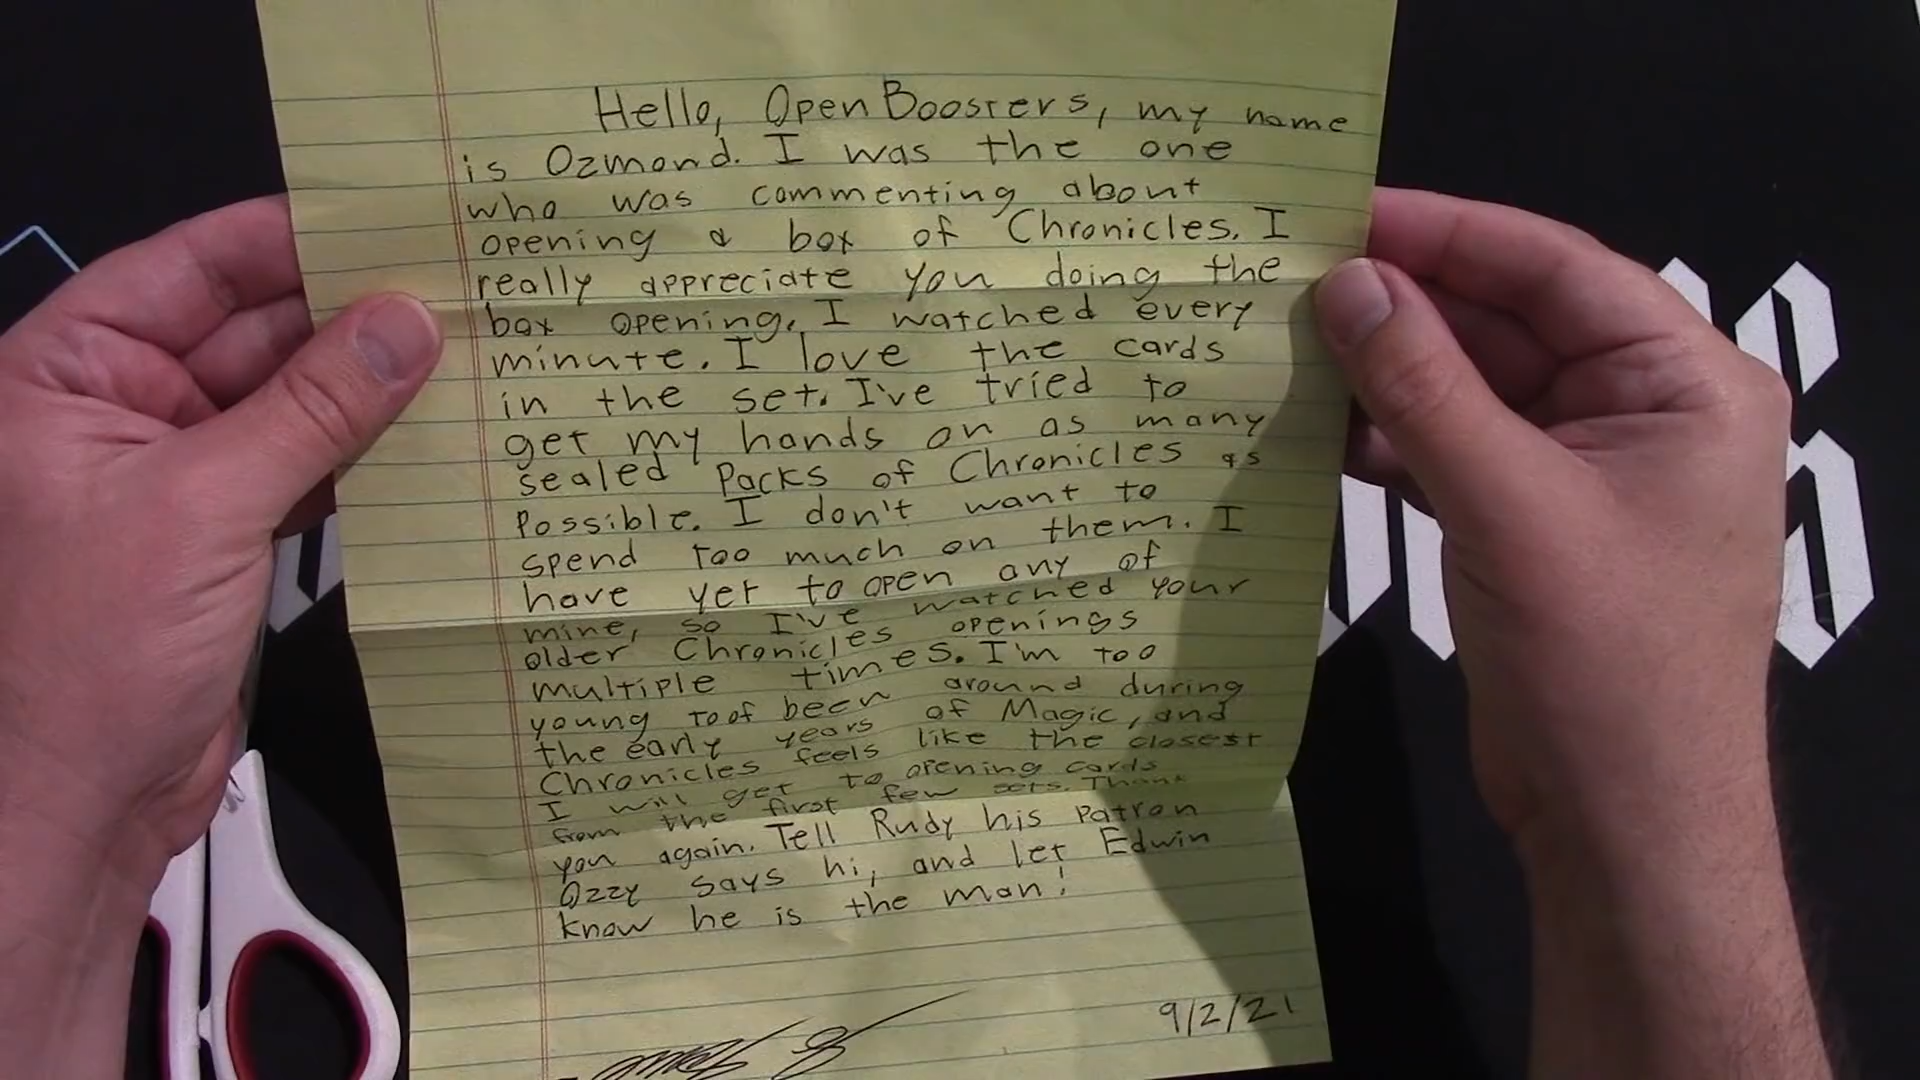 Hello, Open Boosters, my name
is Ozmond. I was the one
who was commenting about
opening a box of Chronicles. I
really appreciate you doing the
box opening. I watched every
minute. I love the cards
in the set. I've tried to
get my hands on as many
sealed Packs of Chronicles as
Possible. I don't want to
spend too much on them. I
have yet to open any of
mine, so I've watched your
older Chronicles openings
multiple times. I'm too
young to of been around during
the early years of Magic, and
Chronicles feels like the closest
I will get to opening cards
from the first few sets. Thank
you again. Tell Rudy his Patron
Ozzy says hi, and let Edwin
know he is the man!
9/2/21